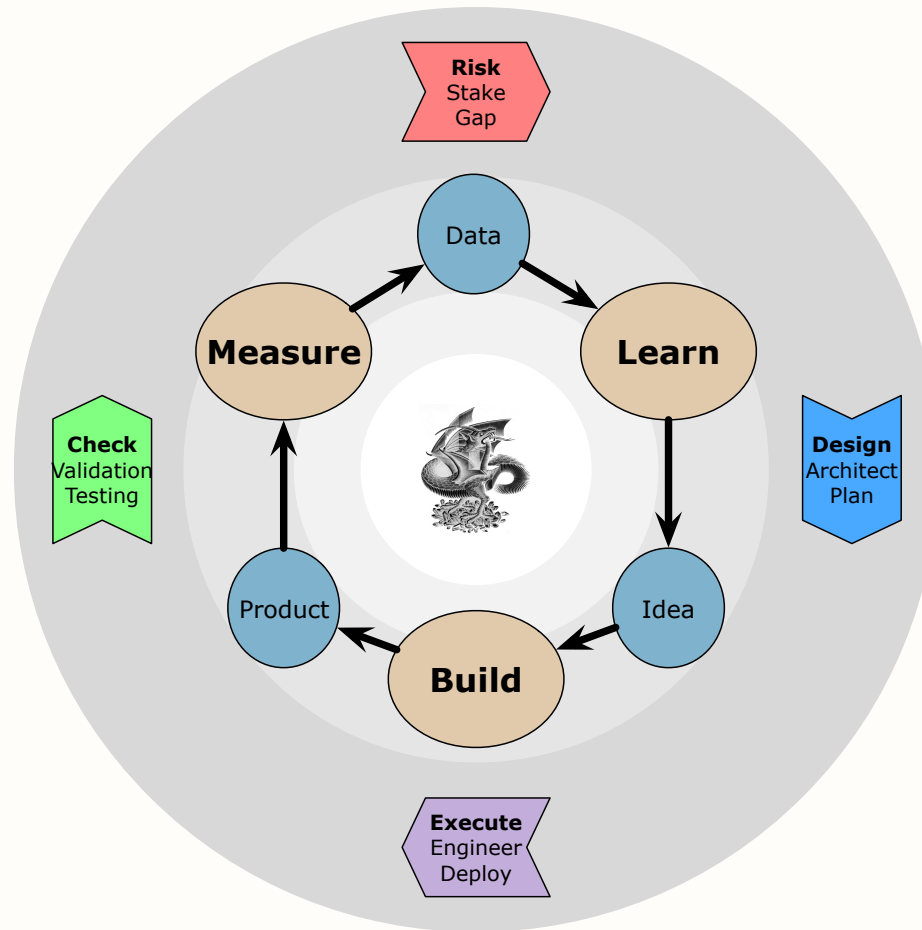 Risk
Stake
Gap
Data
Measure
Learn
Check
Validation
Testing
Design
Architect
Plan
Product
Idea
Build
Execute
Engineer
Deploy